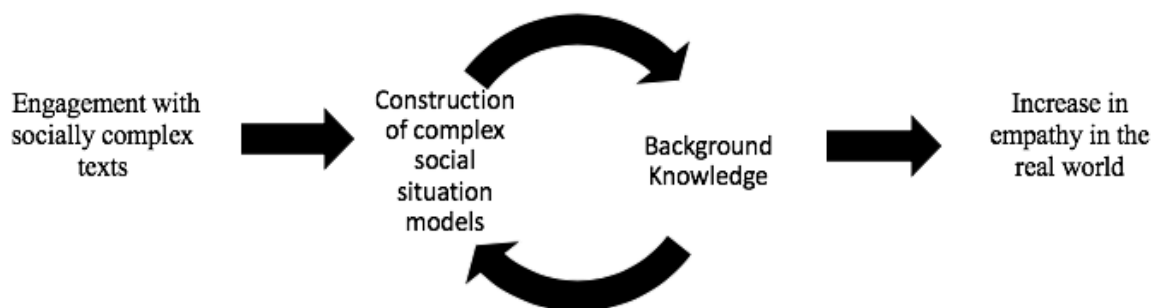 Engagement with
socially complex
texts
Construction
of complex
social
situation
models
Background
Knowledge
Increase in
empathy in the
real world